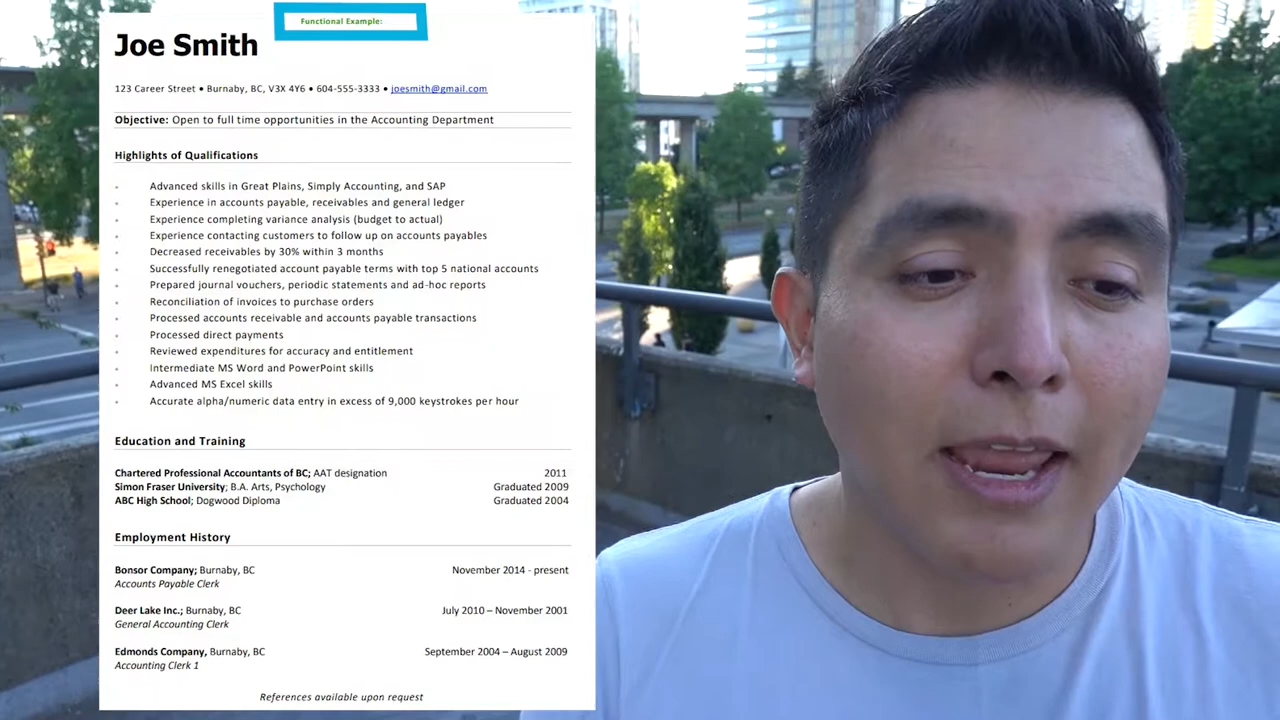 Functional Example:
Joe Smith
123 Career Street • Burnaby, BC, V3X 4Y6 • 604-555-3333 • joesmith@gmail.com
Objective: Open to full time opportunities in the Accounting Department
Highlights of Qualifications
Advanced skills in Great Plains, Simply Accounting, and SAP
Experience in accounts payable, receivables and general ledger
Experience completing variance analysis (budget to actual)
Experience contacting customers to follow up on accounts payables
Decreased receivables by 30% within 3 months
Successfully renegotiated account payable terms with top 5 national accounts
Prepared journal vouchers, periodic statements and ad-hoc reports
Reconciliation of invoices to purchase orders
Processed accounts receivable and accounts payable transactions
Processed direct payments
Reviewed expenditures for accuracy and entitlement
Intermediate MS Word and PowerPoint skills
Advanced MS Excel skills
Accurate alpha/numeric data entry in excess of 9,000 keystrokes per hour
Education and Training
Chartered Professional Accountants of BC; AAT designation 2011
Simon Fraser University; B.A. Arts, Psychology Graduated 2009
ABC High School; Dogwood Diploma Graduated 2004
Employment History
Bonsor Company; Burnaby, BC November 2014 - present
Accounts Payable Clerk
Deer Lake Inc.; Burnaby, BC July 2010 – November 2001
General Accounting Clerk
Edmonds Company, Burnaby, BC September 2004 – August 2009
Accounting Clerk 1
References available upon request